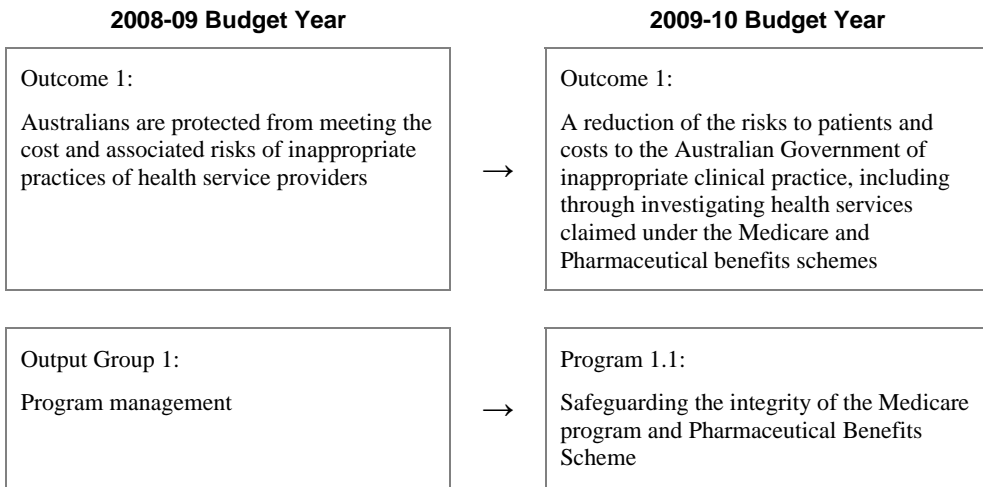 2008-09 Budget Year
2009-10 Budget Year
Outcome 1:
Australians are protected from meeting the
cost and associated risks of inappropriate
practices of health service providers
→
Outcome 1:
A reduction of the risks to patients and
costs to the Australian Government of
inappropriate clinical practice, including
through investigating health services
claimed under the Medicare and
Pharmaceutical benefits schemes
Output Group 1:
Program management
→
Program 1.1:
Safeguarding the integrity of the Medicare
program and Pharmaceutical Benefits
Scheme